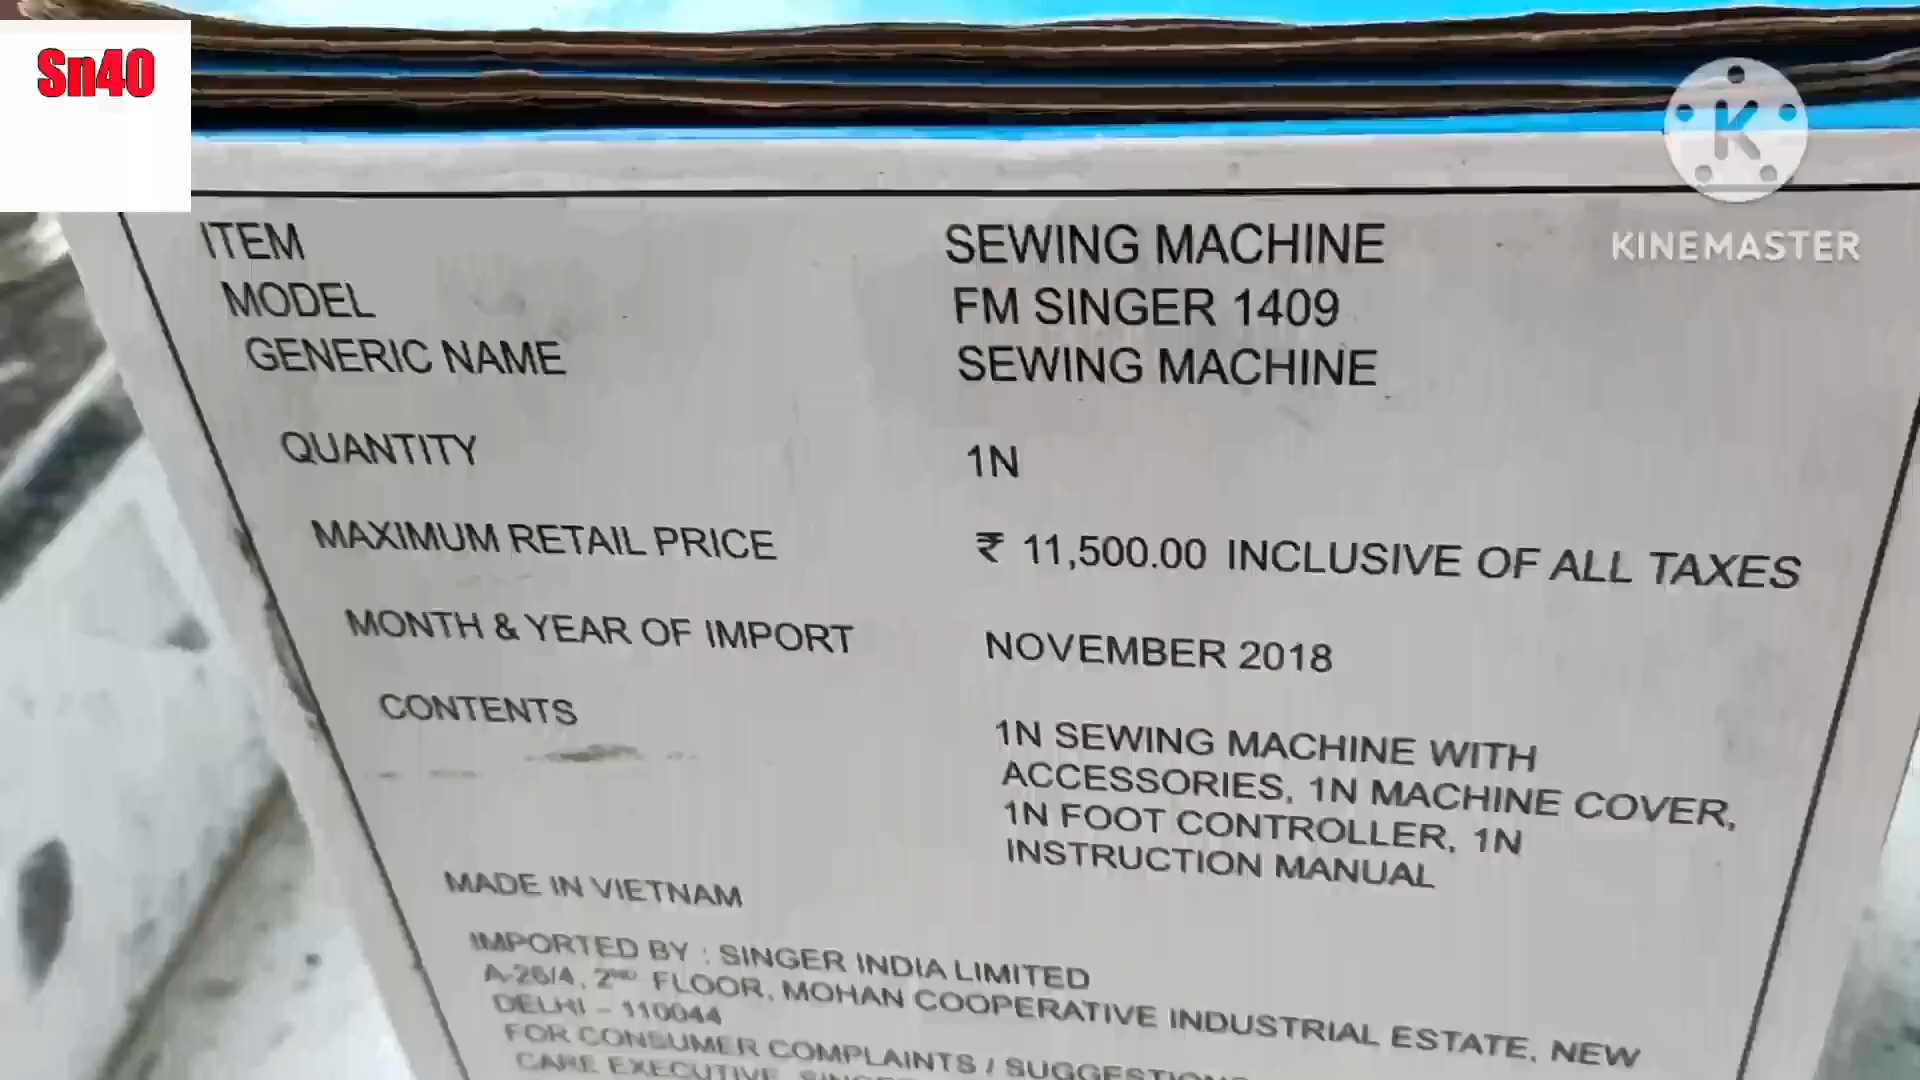 Sn40
K
KINEMASTER
ITEM SEWING MACHINE
MODEL FM SINGER 1409
GENERIC NAME SEWING MACHINE
QUANTITY 1N
MAXIMUM RETAIL PRICE ₹ 11,500.00 INCLUSIVE OF ALL TAXES
MONTH & YEAR OF IMPORT NOVEMBER 2018
CONTENTS 1N SEWING MACHINE WITH
ACCESSORIES, 1N MACHINE COVER,
1N FOOT CONTROLLER, 1N
INSTRUCTION MANUAL
MADE IN VIETNAM
IMPORTED BY : SINGER INDIA LIMITED
A-26/4, 2ND FLOOR, MOHAN COOPERATIVE INDUSTRIAL ESTATE, NEW
DELHI - 110044
FOR CONSUMER COMPLAINTS / SUGGESTIONS
CARE EXECUTIVE,